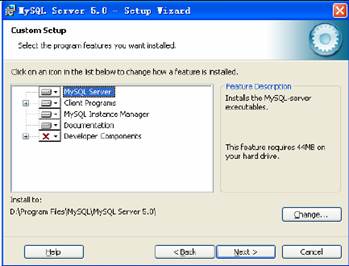 MySQL Server 5.0 - Setup Wizard
Custom Setup
Select the program features you want installed.
Click on an icon in the list below to change how a feature is installed.
MySQL Server
Client Programs
MySQL Instance Manager
Documentation
Developer Components
Feature Description
Installs the MySQL-server
executables.
This feature requires 44MB on
your hard drive.
Install to:
D:\Program Files\MySQL\MySQL Server 5.0\
Change...
Help
< Back
Next >
Cancel